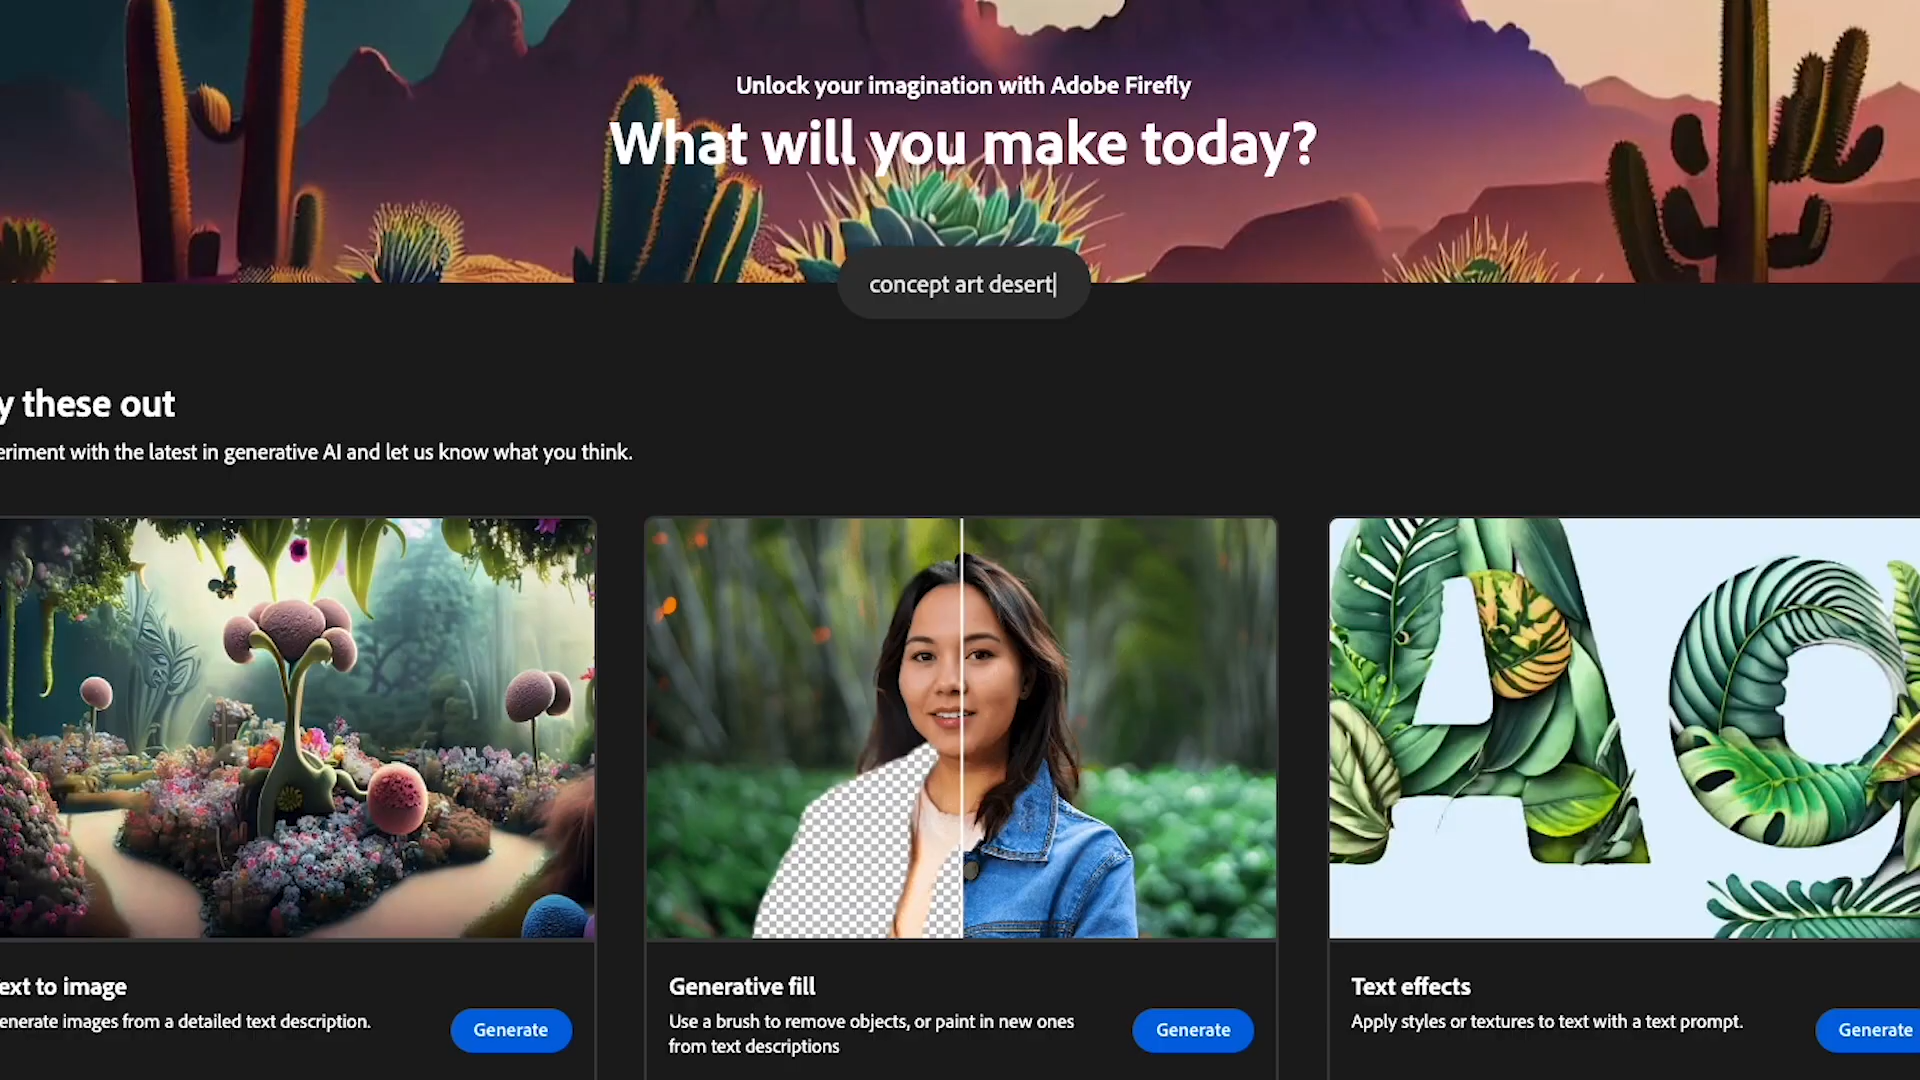 Unlock your imagination with Adobe Firefly
What will you make today?
concept art desert
y these out
eriment with the latest in generative AI and let us know what you think.
ext to image
enerate images from a detailed text description.
Generate
Generative fill
Use a brush to remove objects, or paint in new ones
from text descriptions
Generate
Text effects
Apply styles or textures to text with a text prompt.
Generate